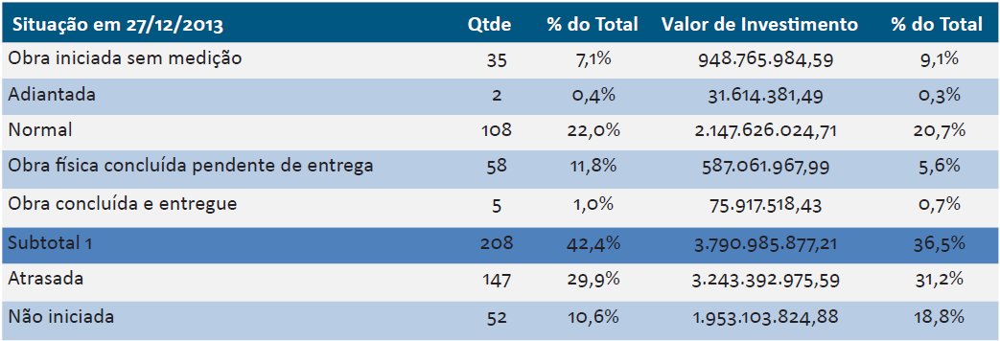 Situação em 27/12/2013 Qtde % do Total Valor de Investimento % do Total
Obra iniciada sem medição 35 7,1% 948.765.984,59 9,1%
Adiantada 2 0,4% 31.614.381,49 0,3%
Normal 108 22,0% 2.147.626.024,71 20,7%
Obra física concluída pendente de entrega 58 11,8% 587.061.967,99 5,6%
Obra concluída e entregue 5 1,0% 75.917.518,43 0,7%
Subtotal 1 208 42,4% 3.790.985.877,21 36,5%
Atrasada 147 29,9% 3.243.392.975,59 31,2%
Não iniciada 52 10,6% 1.953.103.824,88 18,8%